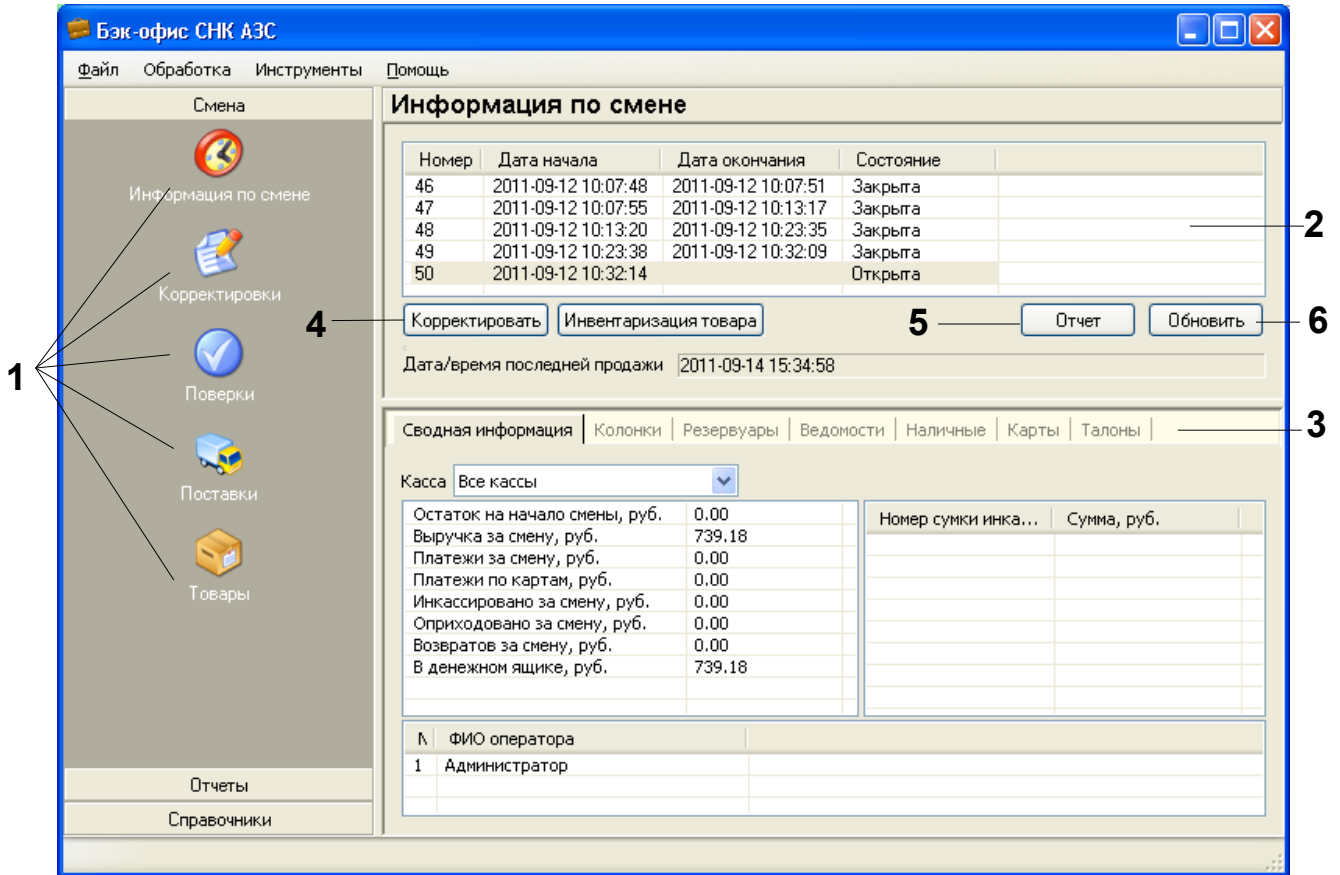 Бэк-офис СНК АЗС
Файл Обработка Инструменты Помощь
Смена
Информация по смене
Корректировки
Поверки
Поставки
Товары
Отчеты
Справочники
1
Информация по смене
Номер Дата начала Дата окончания Состояние
46 2011-09-12 10:07:48 2011-09-12 10:07:51 Закрыта
47 2011-09-12 10:07:55 2011-09-12 10:13:17 Закрыта
48 2011-09-12 10:13:20 2011-09-12 10:23:35 Закрыта
49 2011-09-12 10:23:38 2011-09-12 10:32:09 Закрыта
50 2011-09-12 10:32:14 Открыта
2
4 Корректировать Инвентаризация товара 5 Отчет Обновить 6
Дата/время последней продажи 2011-09-14 15:34:58
Сводная информация Колонки Резервуары Ведомости Наличные Карты Талоны 3
Касса Все кассы
Остаток на начало смены, руб. 0.00
Выручка за смену, руб. 739.18
Платежи за смену, руб. 0.00
Платежи по картам, руб. 0.00
Инкассировано за смену, руб. 0.00
Оприходовано за смену, руб. 0.00
Возвратов за смену, руб. 0.00
В денежном ящике, руб. 739.18
Номер сумки инка... Сумма, руб.
ФИО оператора
1 Администратор